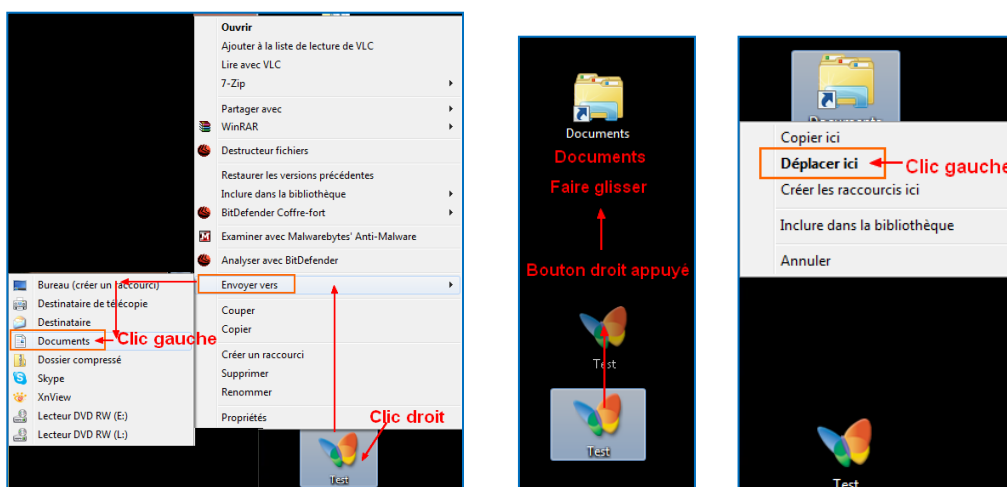 Ouvrir
Ajouter à la liste de lecture de VLC
Lire avec VLC
7-Zip
Partager avec
WinRAR
Destructeur fichiers
Restaurer les versions précédentes
Inclure dans la bibliothèque
BitDefender Coffre-fort
Examiner avec Malwarebytes' Anti-Malware
Analyser avec BitDefender
Envoyer vers
Couper
Copier
Créer un raccourci
Supprimer
Renommer
Propriétés
Bureau (créer un raccourci)
Destinataire de télécopie
Destinataire
Documents
Dossier compressé
Skype
XnView
Lecteur DVD RW (E:)
Lecteur DVD RW (L:)
Clic gauche
Clic droit
Test
Documents
Documents
Faire glisser
Bouton droit appuyé
Test
Test
Documents
Copier ici
Déplacer ici
Clic gauche
Créer les raccourcis ici
Inclure dans la bibliothèque
Annuler
Test